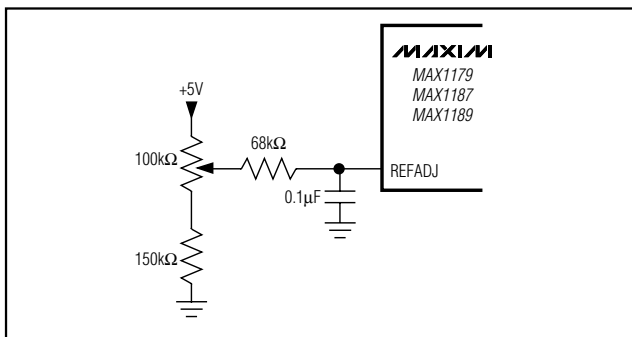 MAXIM
MAX1179
MAX1187
MAX1189
+5V
100kΩ
68kΩ
REFADJ
0.1µF
150kΩ